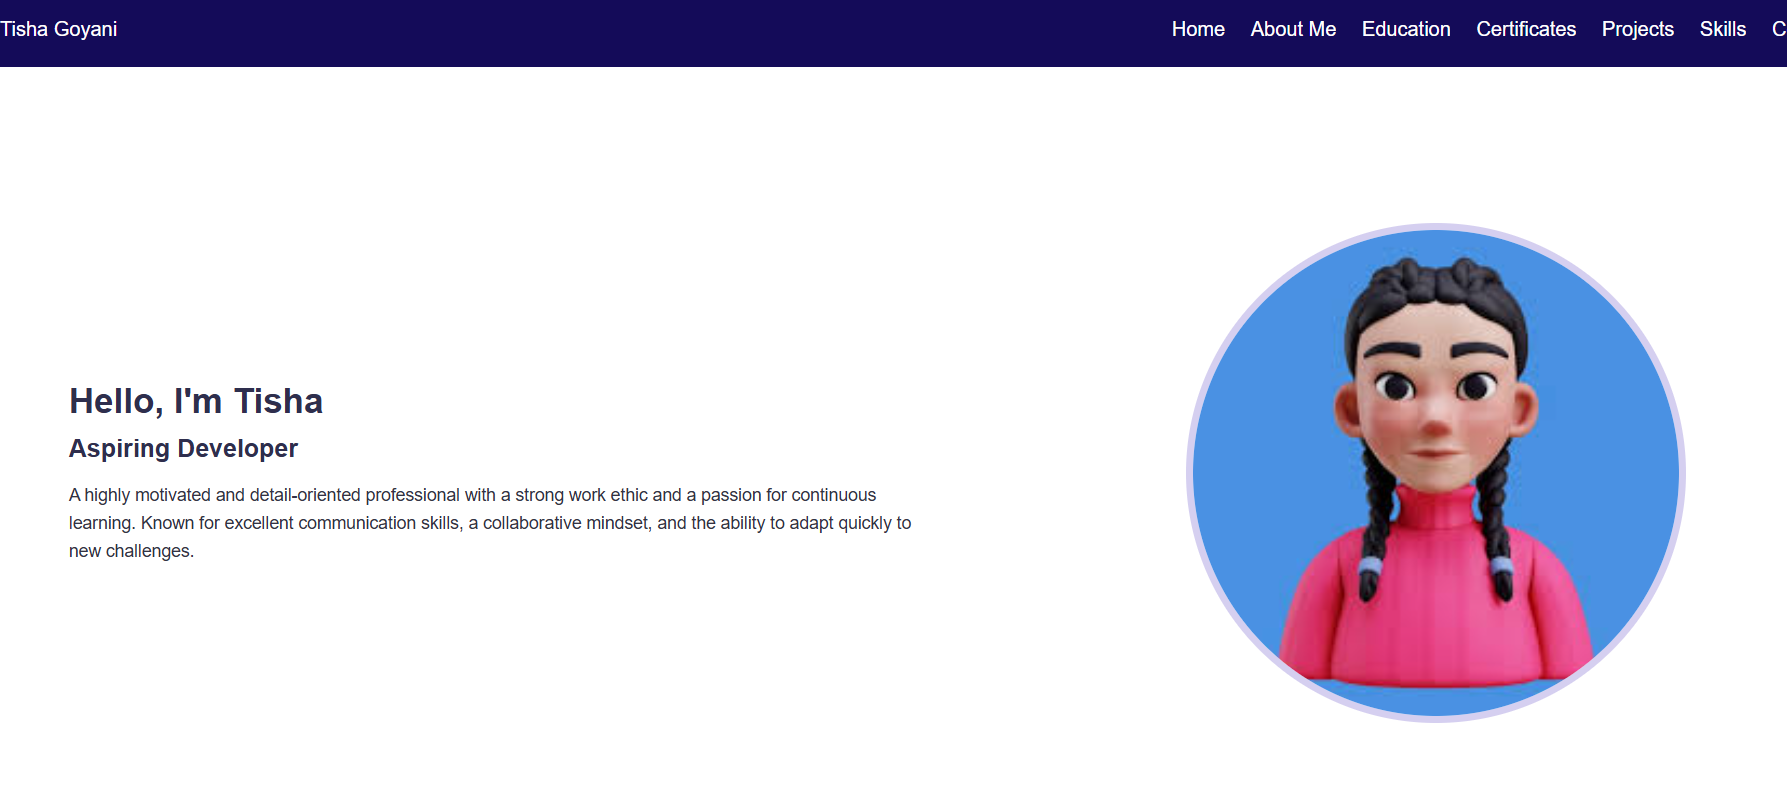 Tisha Goyani
Home About Me Education Certificates Projects Skills C
Hello, I'm Tisha
Aspiring Developer
A highly motivated and detail-oriented professional with a strong work ethic and a passion for continuous
learning. Known for excellent communication skills, a collaborative mindset, and the ability to adapt quickly to
new challenges.